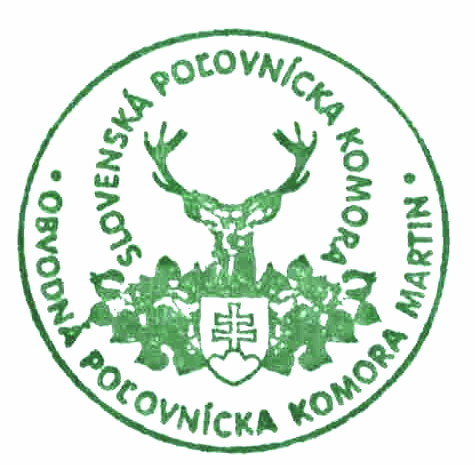 SLOVENSKÁ POĽOVNÍCKA KOMORA
• OBVODNÁ POĽOVNÍCKA KOMORA MARTIN •